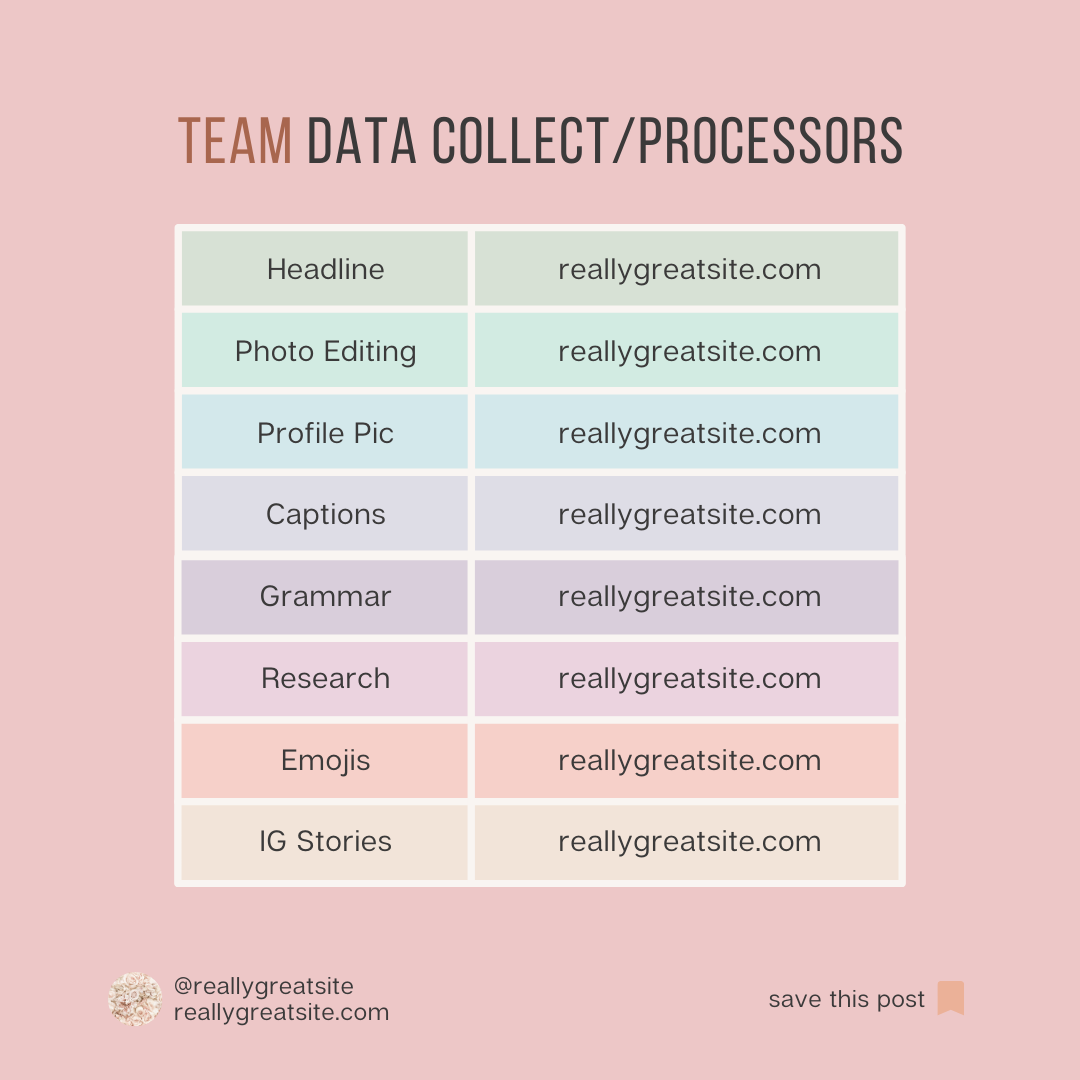 TEAM DATA COLLECT/PROCESSORS
Headline reallygreatsite.com
Photo Editing reallygreatsite.com
Profile Pic reallygreatsite.com
Captions reallygreatsite.com
Grammar reallygreatsite.com
Research reallygreatsite.com
Emojis reallygreatsite.com
IG Stories reallygreatsite.com
@reallygreatsite
reallygreatsite.com
save this post